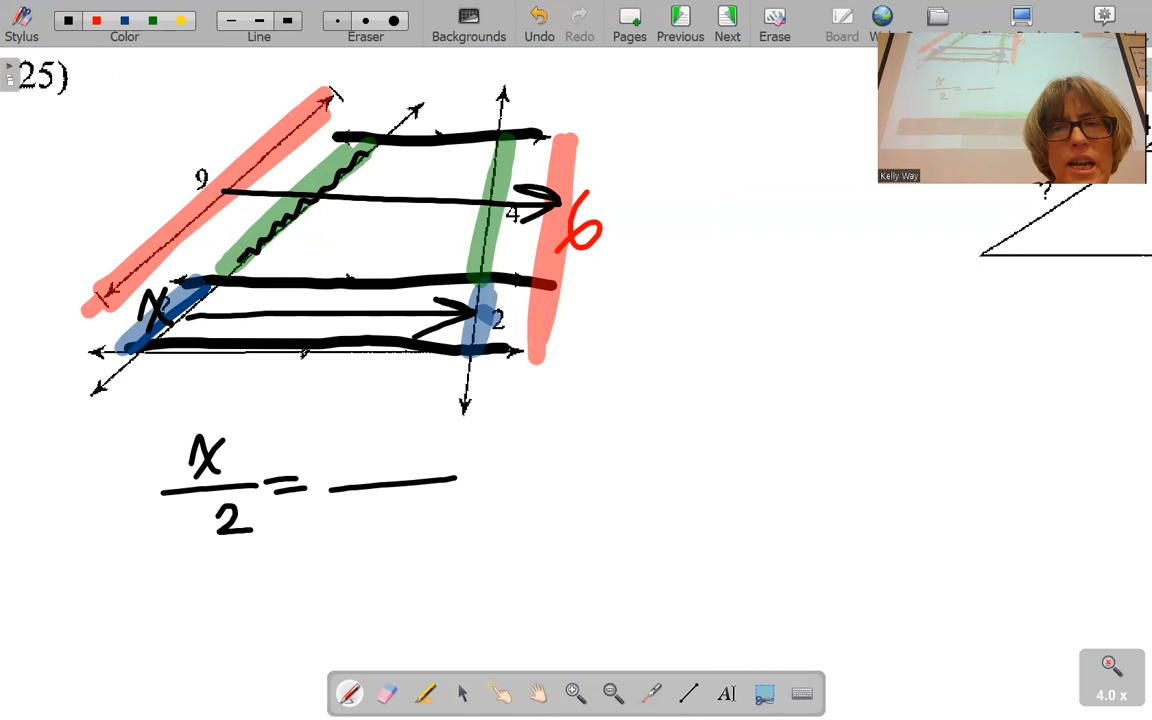 Stylus
Color
Line
Eraser
Backgrounds
Undo
Redo
Pages
Previous
Next
Erase
Board
25)
Kelly Way
9
4
6
?
x
2
x
2
=
4.0 x